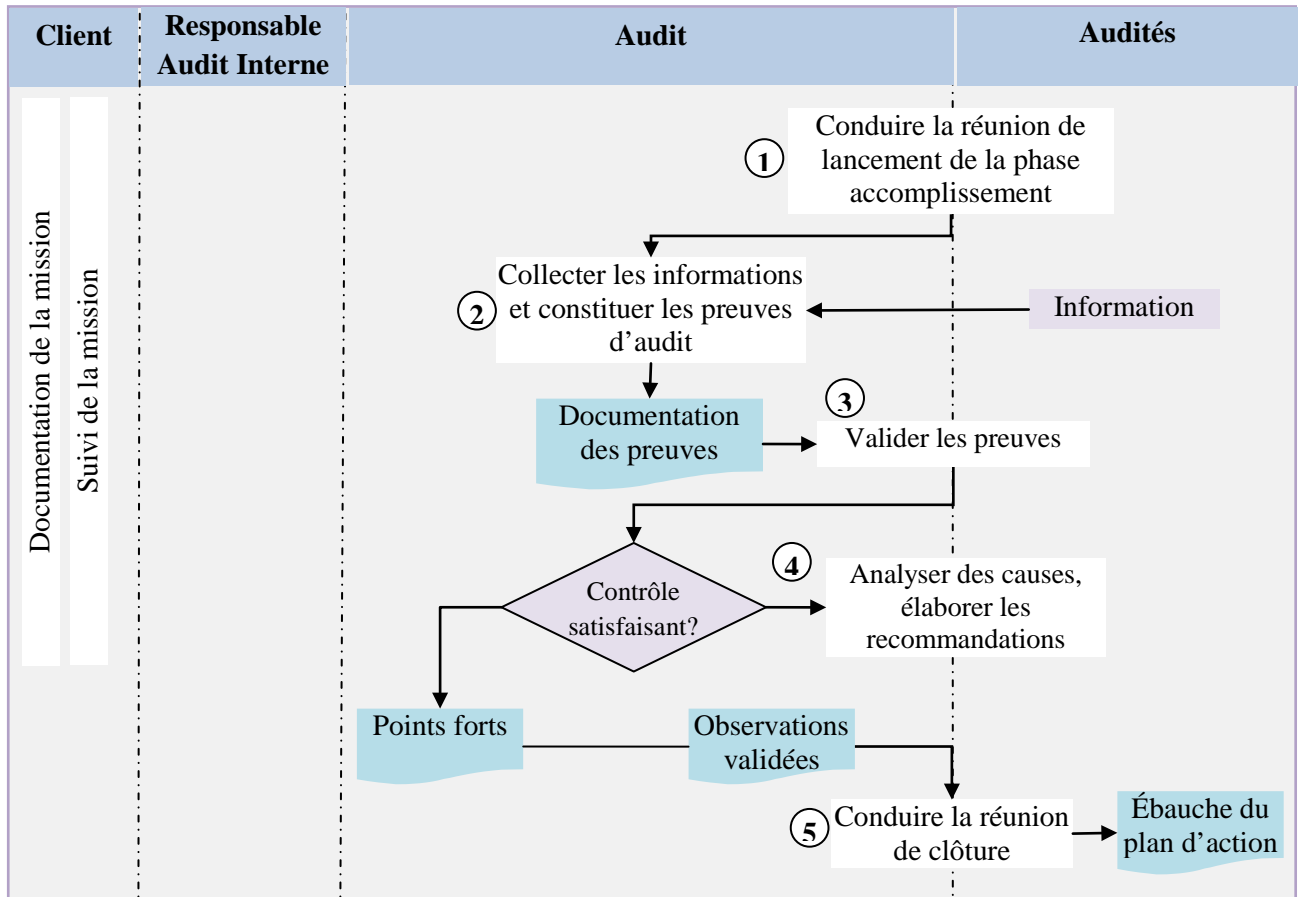 Client
Responsable
Audit Interne
Audit
Audités
Documentation de la mission
Suivi de la mission
1
Conduire la réunion de
lancement de la phase
accomplissement
2
Collecter les informations
et constituer les preuves
d’audit
Information
Documentation
des preuves
3
Valider les preuves
Contrôle
satisfaisant?
4
Analyser des causes,
élaborer les
recommandations
Points forts
Observations
validées
5
Conduire la réunion
de clôture
Ébauche du
plan d’action